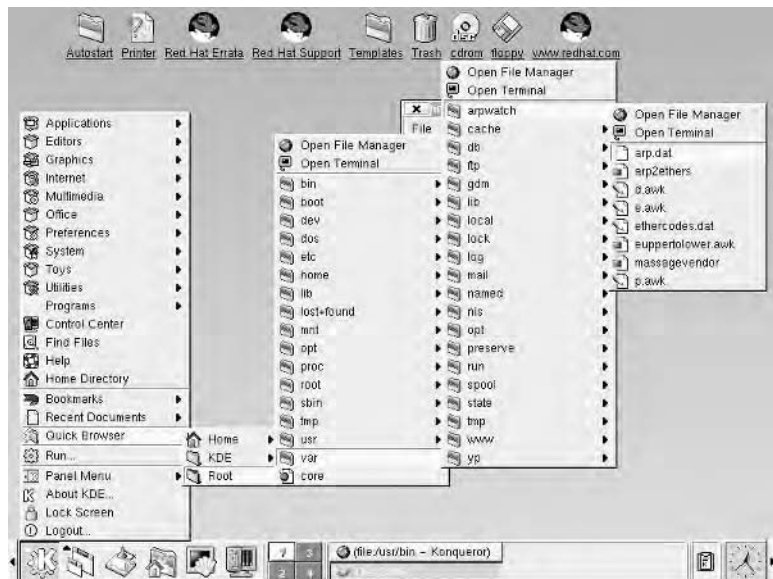 Autostart Printer Red Hat Errata Red Hat Support Templates Trash cdrom floppy www.redhat.com
Applications
Editors
Graphics
Internet
Multimedia
Office
Preferences
System
Toys
Utilities
Programs
Control Center
Find Files
Help
Home Directory
Bookmarks
Recent Documents
Quick Browser
Run...
Panel Menu
About KDE...
Lock Screen
Logout...
Home
KDE
Root
Open File Manager
Open Terminal
bin
boot
dev
dos
etc
home
lib
lost+found
mnt
opt
proc
root
sbin
tmp
usr
var
core
File
Open File Manager
Open Terminal
arpwatch
cache
db
ftp
gdm
lib
local
lock
log
mail
named
nis
opt
preserve
run
spool
state
tmp
www
yp
Open File Manager
Open Terminal
arp.dat
arp2ethers
d.awk
e.awk
ethercodes.dat
euppertolower.awk
massagevendor
p.awk
1 3
2 4
(file:/usr/bin - Konqueror)